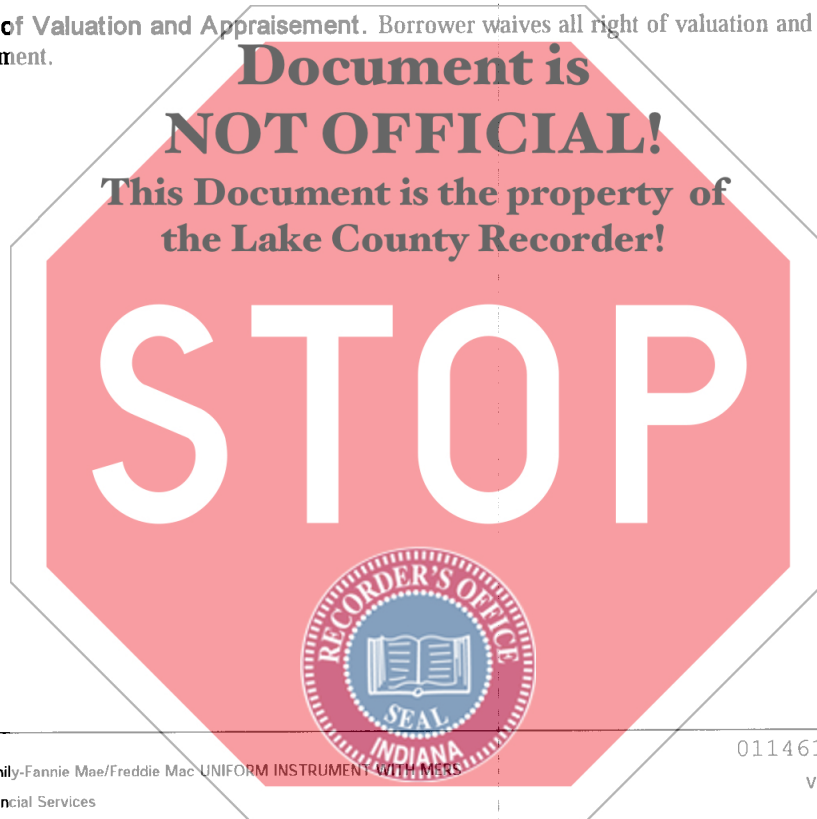 of Valuation and Appraisement. Borrower waives all right of valuation and
ment.
Document is
NOT OFFICIAL!
This Document is the property of
the Lake County Recorder!
STOP
RECORDER'S OFFICE
SEAL
INDIANA
011461
nily-Fannie Mae/Freddie Mac UNIFORM INSTRUMENT WITH MERS
V
ncial Services